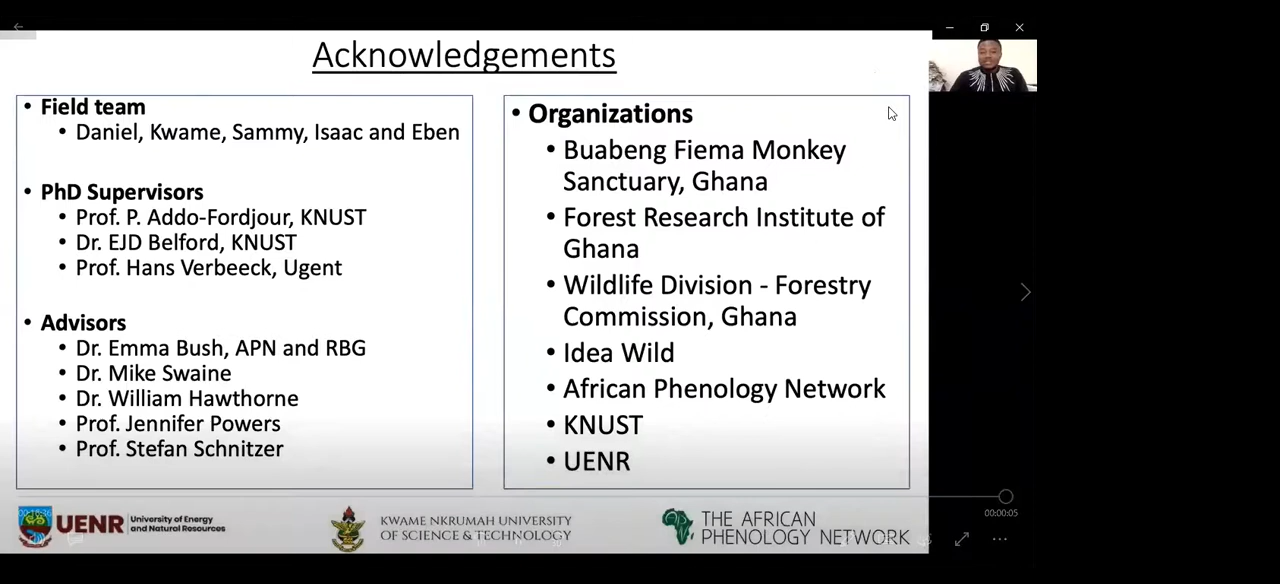 Acknowledgements
• Field team
• Daniel, Kwame, Sammy, Isaac and Eben
• PhD Supervisors
• Prof. P. Addo-Fordjour, KNUST
• Dr. EJD Belford, KNUST
• Prof. Hans Verbeeck, Ugent
• Advisors
• Dr. Emma Bush, APN and RBG
• Dr. Mike Swaine
• Dr. William Hawthorne
• Prof. Jennifer Powers
• Prof. Stefan Schnitzer
• Organizations
• Buabeng Fiema Monkey
Sanctuary, Ghana
• Forest Research Institute of
Ghana
• Wildlife Division - Forestry
Commission, Ghana
• Idea Wild
• African Phenology Network
• KNUST
• UENR
00:00:05
UENR
University of Energy
and Natural Resources
KWAME NKRUMAH UNIVERSITY
OF SCIENCE & TECHNOLOGY
THE AFRICAN
PHENOLOGY NETWORK